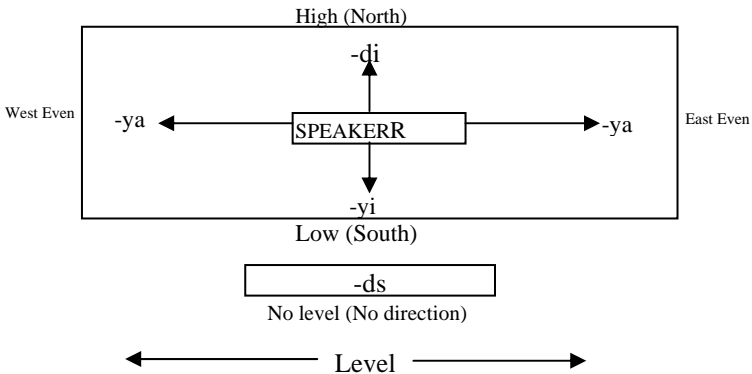 High (North)
-di
West Even
-ya
SPEAKERR
-ya
East Even
-yi
Low (South)
-ds
No level (No direction)
Level